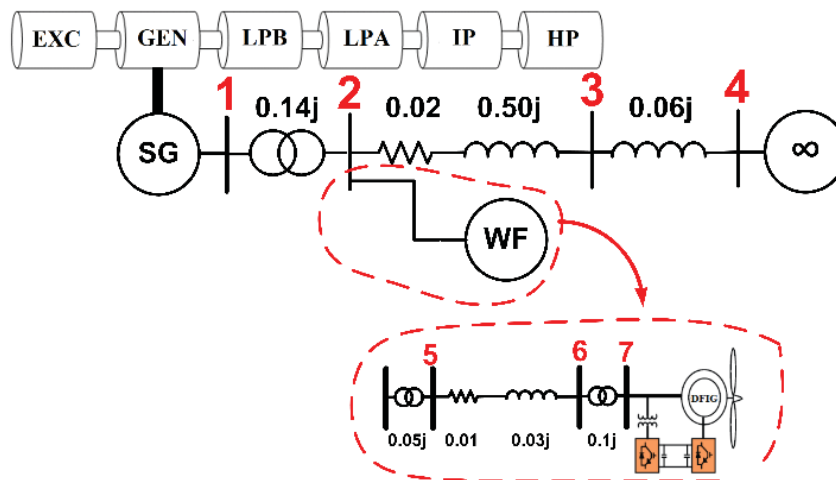 EXC GEN LPB LPA IP HP
1 2 3 4
0.14j 0.02 0.50j 0.06j
SG ∞
WF
5 6 7
DFIG
0.05j 0.01 0.03j 0.1j